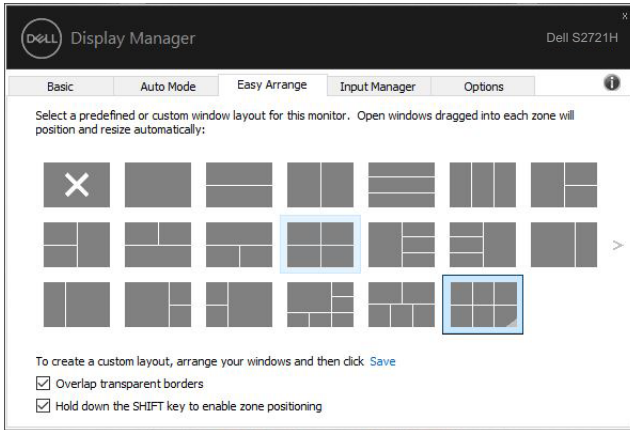 x
DELL Display Manager
Dell S2721H
Basic Auto Mode Easy Arrange Input Manager Options i
Select a predefined or custom window layout for this monitor. Open windows dragged into each zone will
position and resize automatically:
>
To create a custom layout, arrange your windows and then click Save
Overlap transparent borders
Hold down the SHIFT key to enable zone positioning